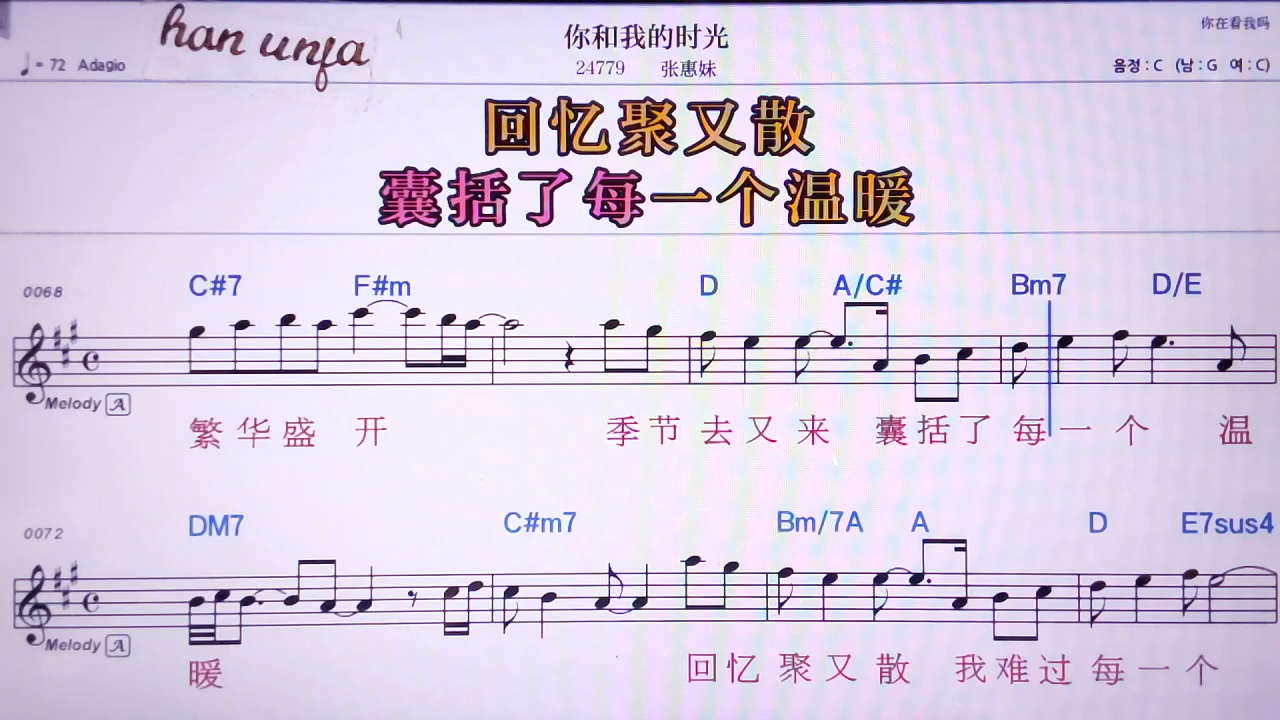 han unfa
你和我的时光
你在看我吗
♩= 72 Adagio
24779 张惠妹
음정 : C (남 : G 여 : C)
回忆聚又散
囊括了每一个温暖
0068 C#7 F#m D A/C# Bm7 D/E
Melody A
繁华盛开 季节去又来 囊括了每一个 温
0072 DM7 C#m7 Bm/7A A D E7sus4
Melody A
暖 回忆聚又散 我难过每一个